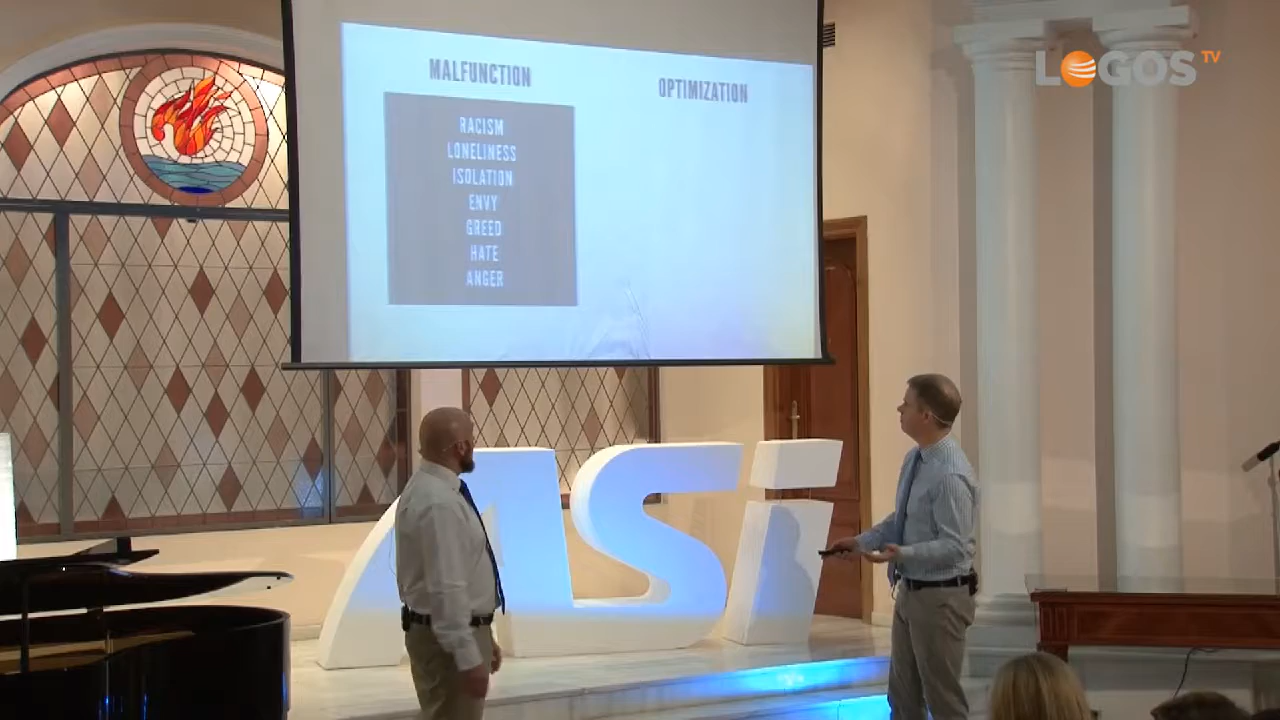 MALFUNCTION
OPTIMIZATION
RACISM
LONELINESS
ISOLATION
ENVY
GREED
HATE
ANGER
LOGOS TV
ASi